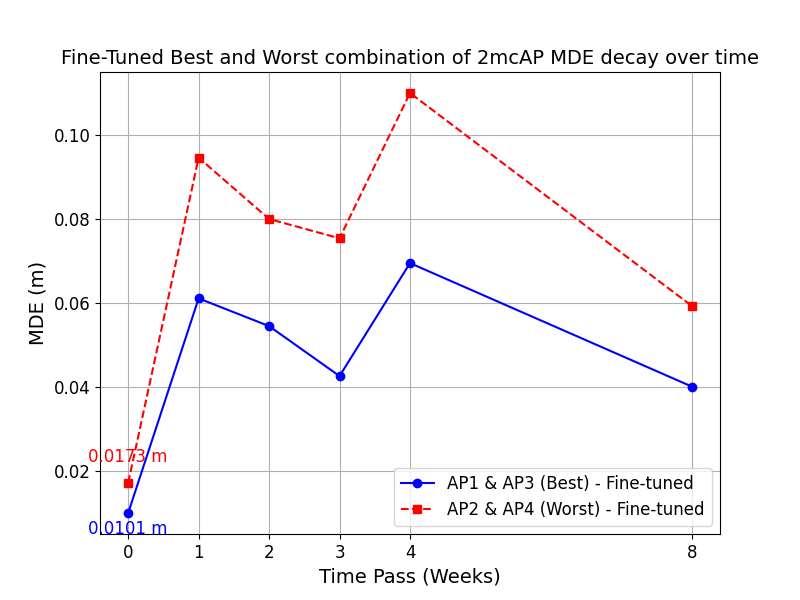 Fine-Tuned Best and Worst combination of 2mcAP MDE decay over time
MDE (m)
0.10
0.08
0.06
0.04
0.02
0.0173 m
0.0101 m
AP1 & AP3 (Best) - Fine-tuned
AP2 & AP4 (Worst) - Fine-tuned
0 1 2 3 4 8
Time Pass (Weeks)